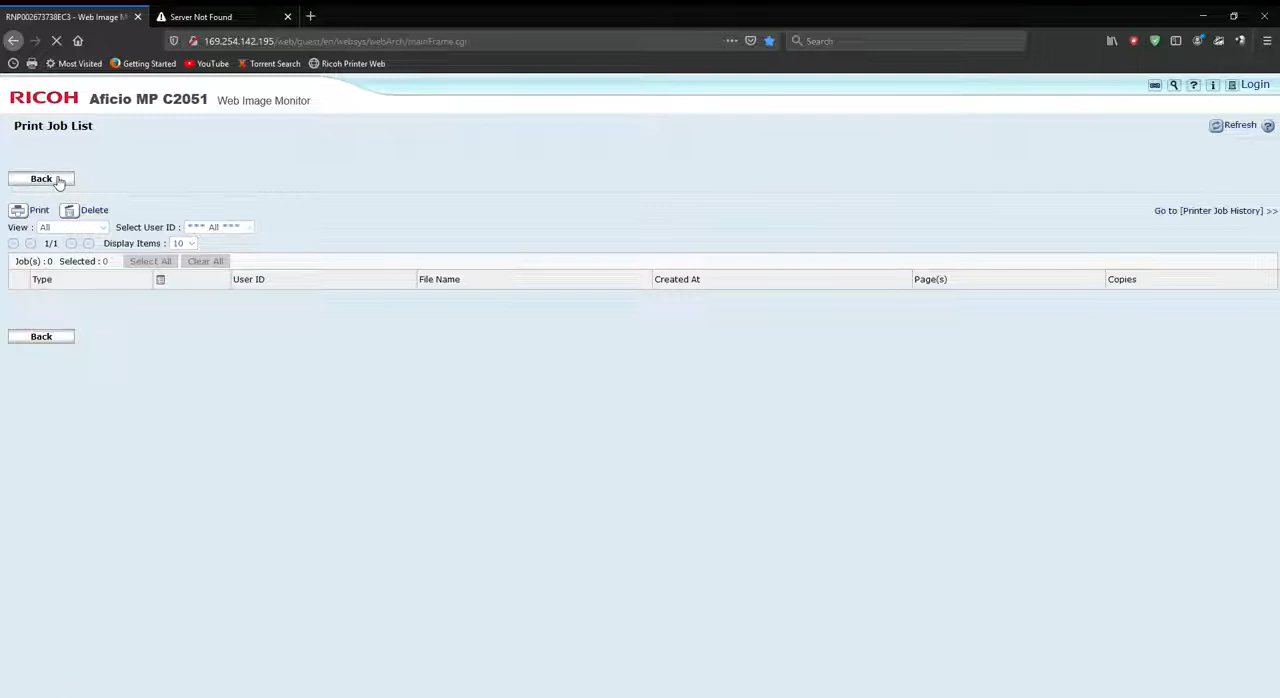 RNP002673738EC3 - Web Image M
Server Not Found
169.254.142.195/web/guest/en/websys/webArch/mainFrame.cgi
Search
Most Visited
Getting Started
YouTube
Torrent Search
Ricoh Printer Web
RICOH Aficio MP C2051 Web Image Monitor
Login
Print Job List
Refresh
Back
Print
Delete
Go to [Printer Job History] >>
View : All
Select User ID : *** All ***
1/1
Display Items : 10
Job(s) : 0 Selected : 0
Select All
Clear All
Type
User ID
File Name
Created At
Page(s)
Copies
Back